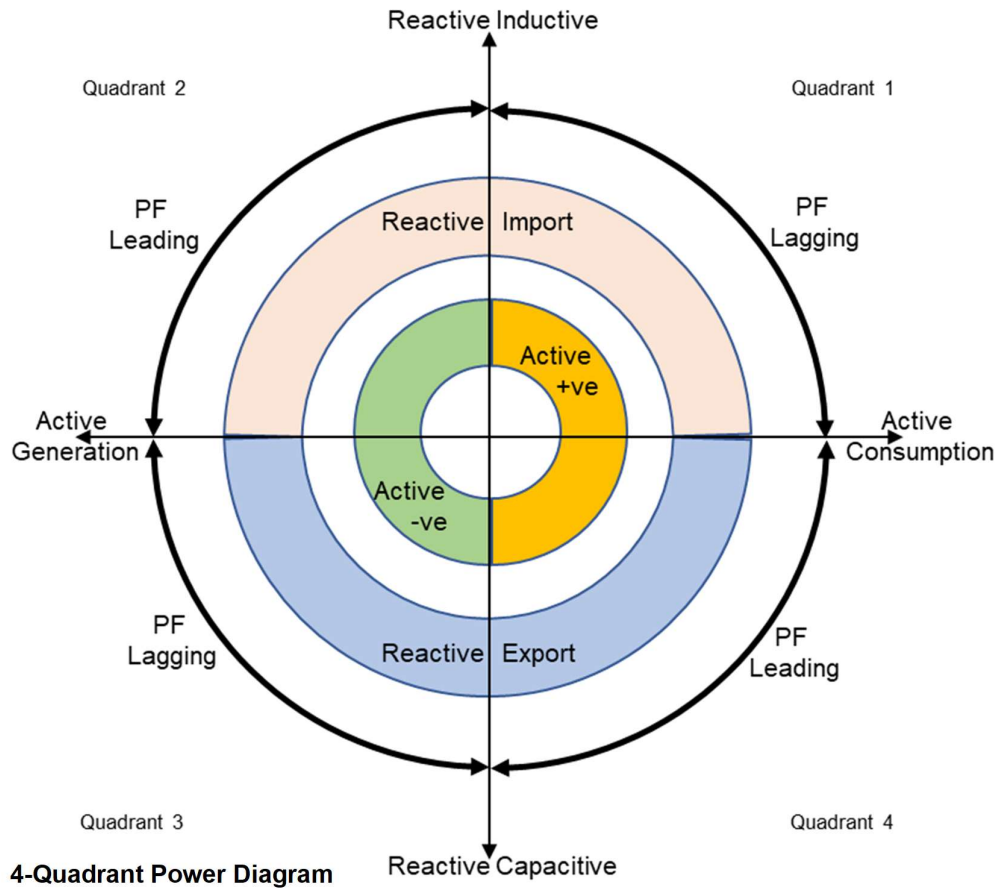 Reactive Inductive
Quadrant 2
Quadrant 1
PF
Leading
PF
Lagging
Reactive Import
Active
+ve
Active
Generation
Active
Consumption
Active
-ve
PF
Lagging
Reactive Export
PF
Leading
Quadrant 3
Quadrant 4
Reactive Capacitive
4-Quadrant Power Diagram